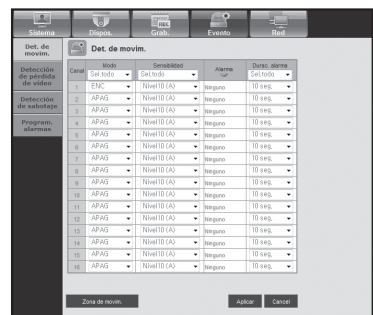 Sistema Dispos. Grab. Evento Red
REC
Det. de movim.
Detección de pérdida de vídeo
Detección de sabotaje
Program. alarmas
Det. de movim.
Canal Modo Sensibilidad Alarma Durac. alarma
Sel.todo Sel.todo Sel.todo
1 ENC Nivel10 (A) Ninguno 10 seg.
2 APAG Nivel10 (A) Ninguno 10 seg.
3 APAG Nivel10 (A) Ninguno 10 seg.
4 APAG Nivel10 (A) Ninguno 10 seg.
5 APAG Nivel10 (A) Ninguno 10 seg.
6 APAG Nivel10 (A) Ninguno 10 seg.
7 APAG Nivel10 (A) Ninguno 10 seg.
8 APAG Nivel10 (A) Ninguno 10 seg.
9 APAG Nivel10 (A) Ninguno 10 seg.
10 APAG Nivel10 (A) Ninguno 10 seg.
11 APAG Nivel10 (A) Ninguno 10 seg.
12 APAG Nivel10 (A) Ninguno 10 seg.
13 APAG Nivel10 (A) Ninguno 10 seg.
14 APAG Nivel10 (A) Ninguno 10 seg.
15 APAG Nivel10 (A) Ninguno 10 seg.
16 APAG Nivel10 (A) Ninguno 10 seg.
Zona de movim. Aplicar Cancel